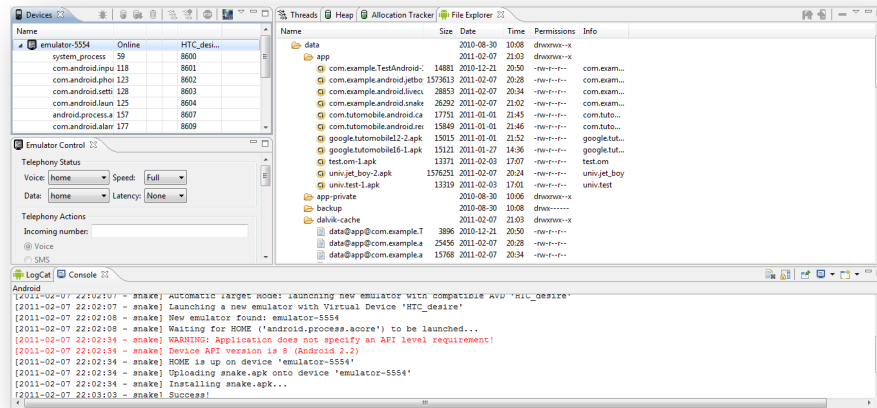 Devices
Threads Heap Allocation Tracker File Explorer
Name
emulator-5554 Online HTC_desi...
system_process 59 8600
com.android.inpu 118 8601
com.android.phoi 123 8602
com.android.setti 128 8603
com.android.laun 125 8604
android.process.a 157 8607
com.android.alarr 177 8609
Emulator Control
Telephony Status
Voice: home Speed: Full
Data: home Latency: None
Telephony Actions
Incoming number:
Voice
SMS
Name Size Date Time Permissions Info
data 2010-08-30 10:08 drwxrwx--x
app 2011-02-07 21:03 drwxrwx--x
com.example.TestAndroid-: 14881 2010-12-21 20:50 -rw-r--r-- com.exam...
com.example.android.jetbo: 1573613 2011-02-07 20:28 -rw-r--r-- com.exam...
com.example.android.livecu 28853 2011-02-07 20:34 -rw-r--r-- com.exam...
com.example.android.snake 26292 2011-02-07 21:02 -rw-r--r-- com.exam...
com.tutomobile.android.ca 17751 2011-01-01 21:45 -rw-r--r-- com.tuto...
com.tutomobile.android.re 15849 2011-01-01 21:46 -rw-r--r-- com.tuto...
google.tutomobile12-2.apk 15015 2011-01-01 21:52 -rw-r--r-- google.tut...
google.tutomobile16-1.apk 15121 2011-01-27 14:36 -rw-r--r-- google.tut...
test.om-1.apk 13371 2011-02-03 17:07 -rw-r--r-- test.om
univ.jet_boy-2.apk 1576251 2011-02-07 20:24 -rw-r--r-- univ.jet_boy
univ.test-1.apk 13319 2011-02-03 17:01 -rw-r--r-- univ.test
app-private 2010-08-30 10:06 drwxrwx--x
backup 2010-08-30 10:08 drwx------
dalvik-cache 2011-02-07 21:03 drwxrwx--x
data@app@com.example.T 3896 2010-12-21 20:50 -rw-r--r--
data@app@com.example.a 25456 2011-02-07 20:28 -rw-r--r--
data@app@com.example.a 15768 2011-02-07 20:34 -rw-r--r--
LogCat Console
Android
[2011-02-07 22:02:07 - snake] Automatic Target Mode: launching new emulator with compatible AVD 'HTC_desire'
[2011-02-07 22:02:07 - snake] Launching a new emulator with Virtual Device 'HTC_desire'
[2011-02-07 22:02:08 - snake] New emulator found: emulator-5554
[2011-02-07 22:02:08 - snake] Waiting for HOME ('android.process.acore') to be launched...
[2011-02-07 22:02:34 - snake] WARNING: Application does not specify an API level requirement!
[2011-02-07 22:02:34 - snake] Device API version is 8 (Android 2.2)
[2011-02-07 22:02:34 - snake] HOME is up on device 'emulator-5554'
[2011-02-07 22:02:34 - snake] Uploading snake.apk onto device 'emulator-5554'
[2011-02-07 22:02:34 - snake] Installing snake.apk...
[2011-02-07 22:03:03 - snake] Success!